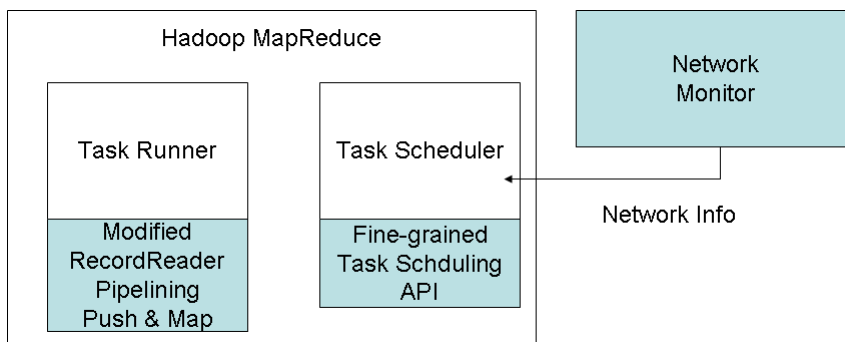 Hadoop MapReduce
Network
Monitor
Task Runner
Task Scheduler
Network Info
Modified
RecordReader
Pipelining
Push & Map
Fine-grained
Task Schduling
API